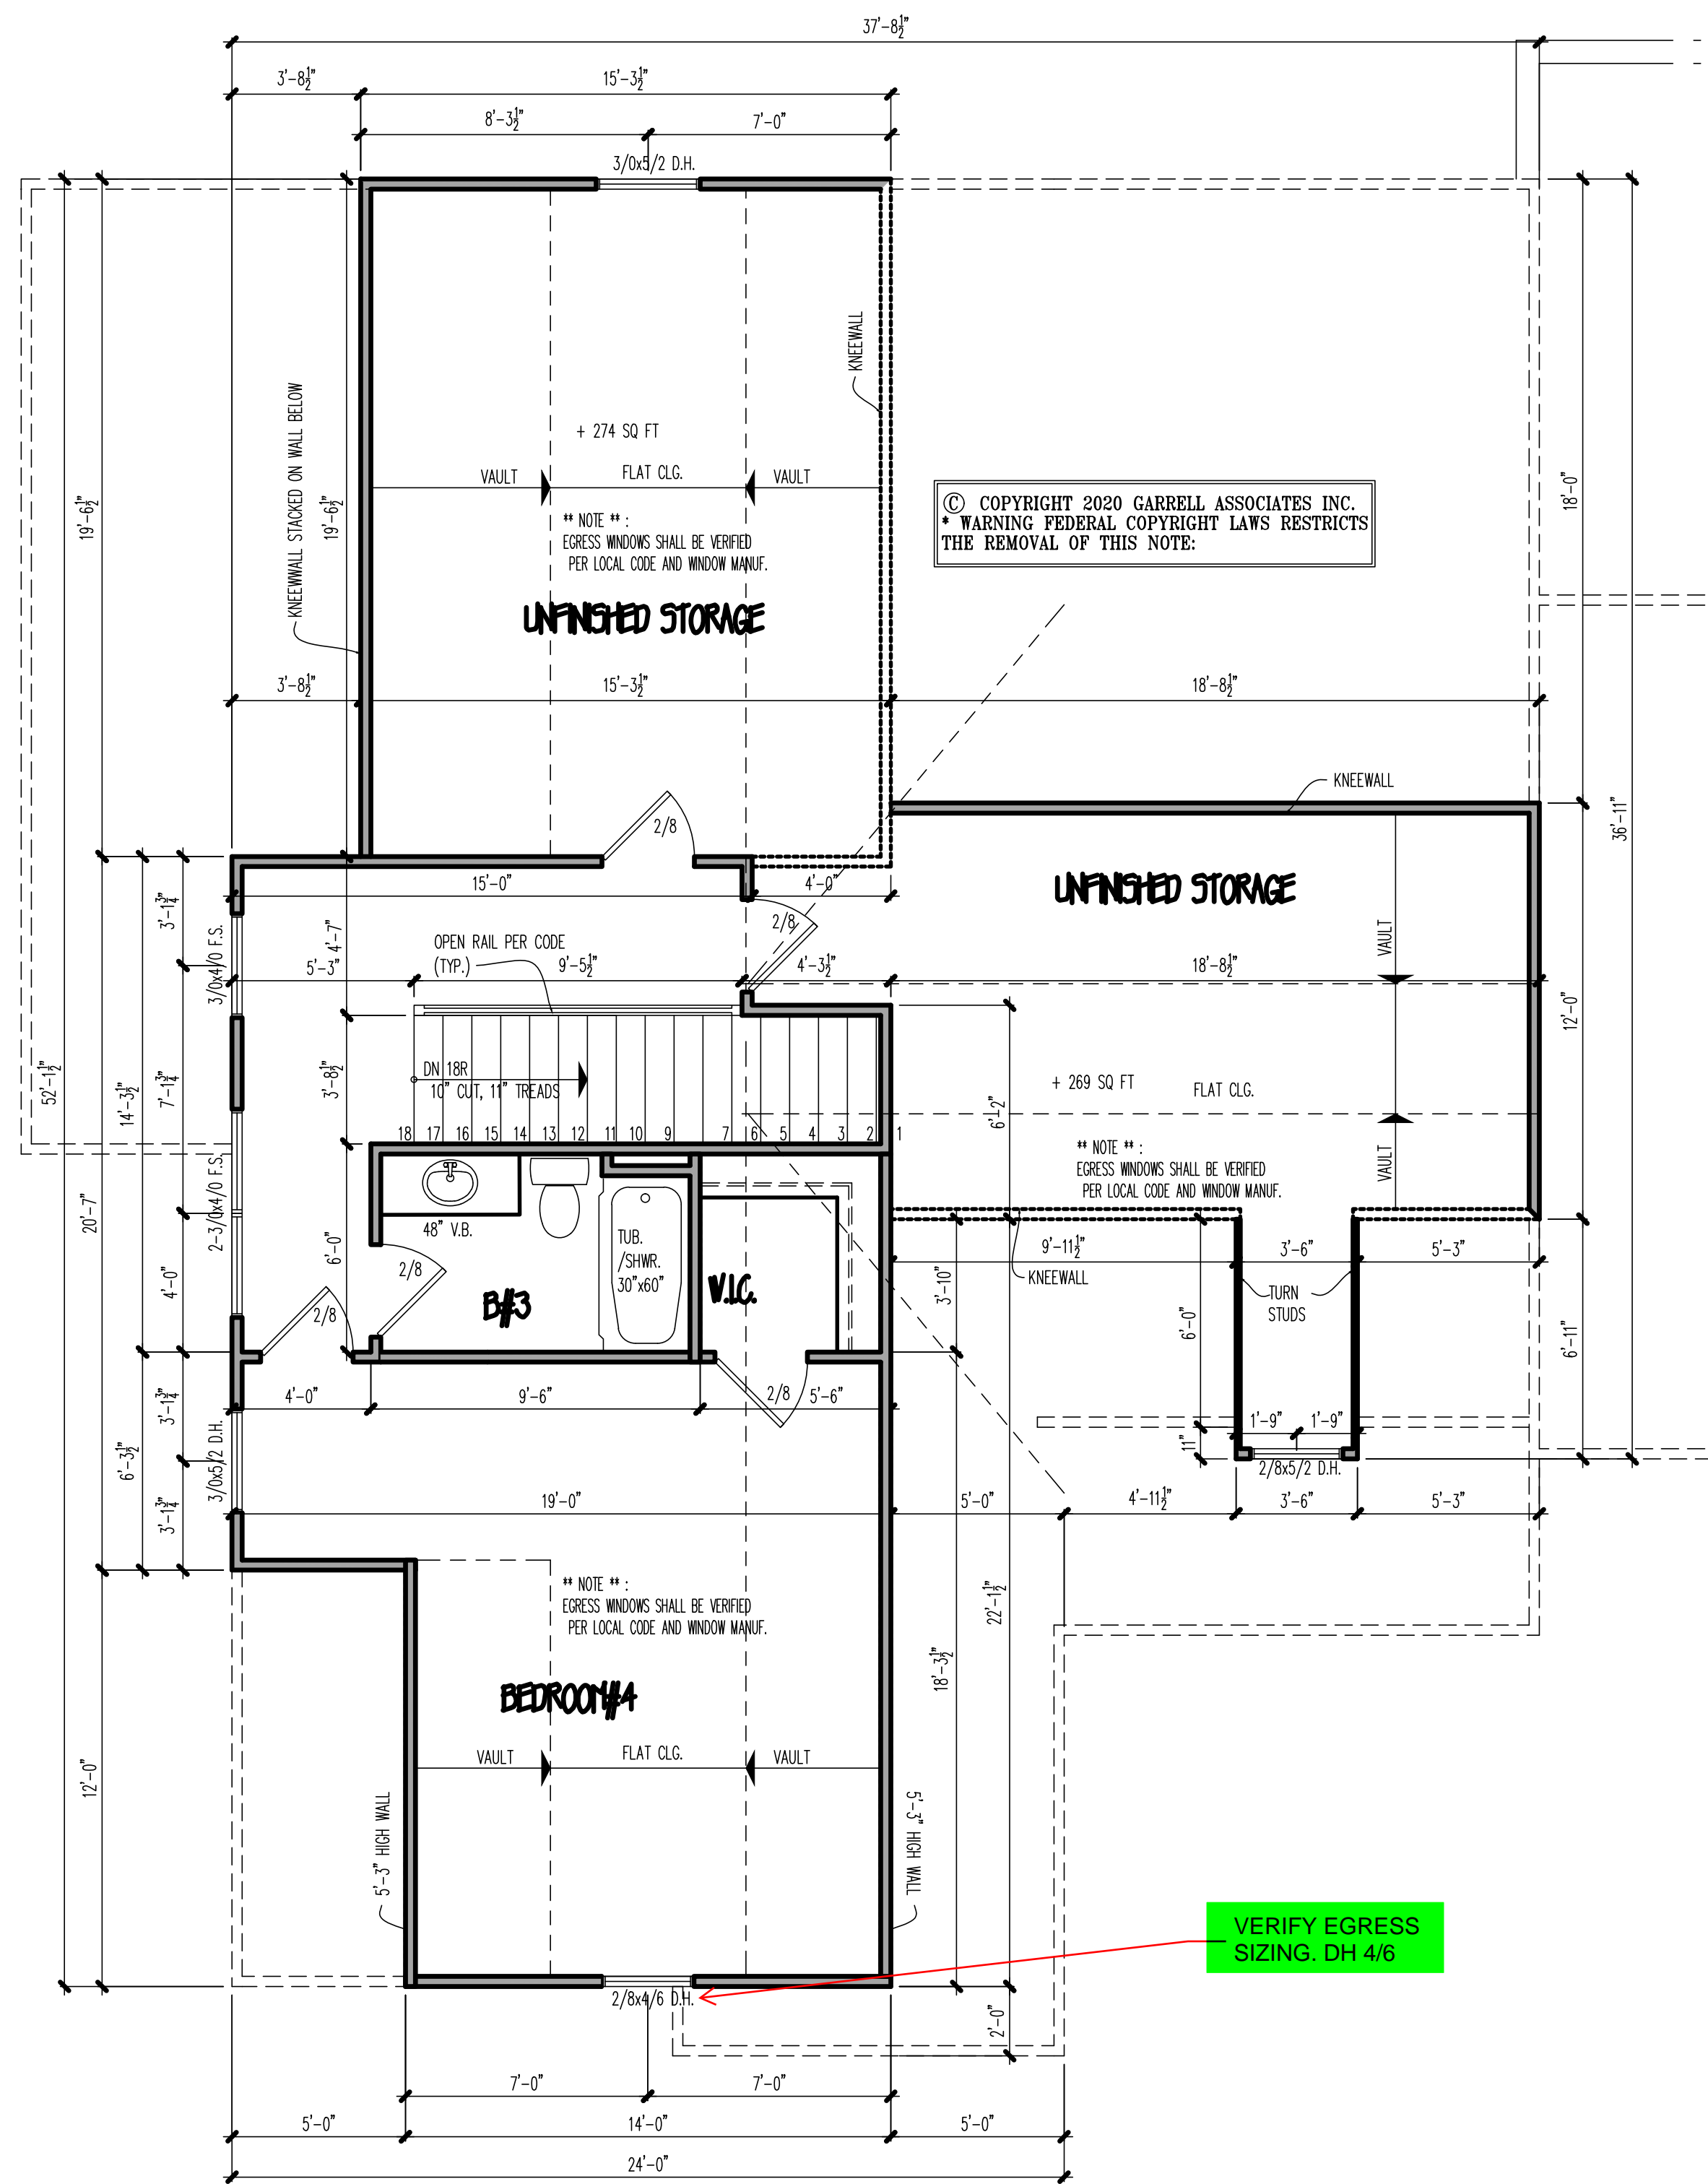 37'-8½"
3'-8½"
15'-3½"
8'-3½"
7'-0"
3/0x5/2 D.H.
KNEEWALL
KNEEWWALL STACKED ON WALL BELOW
19'-6½"
19'-6½"
+ 274 SQ FT
VAULT
FLAT CLG.
VAULT
** NOTE ** :
EGRESS WINDOWS SHALL BE VERIFIED
PER LOCAL CODE AND WINDOW MANUF.
UNFINISHED STORAGE
© COPYRIGHT 2020 GARRELL ASSOCIATES INC.
* WARNING FEDERAL COPYRIGHT LAWS RESTRICTS
THE REMOVAL OF THIS NOTE:
18'-0"
3'-8½"
15'-3½"
18'-8½"
KNEEWALL
36'-11"
2/8
15'-0"
4'-0"
UNFINISHED STORAGE
3'-1¾"
3/0x4/0 F.S.
4'-7"
OPEN RAIL PER CODE
(TYP.)
2/8
VAULT
5'-3"
9'-5½"
4'-3½"
18'-8½"
12'-0"
52'-1½"
14'-3½"
7'-1¾"
3'-8½"
DN 18R
10" CUT, 11" TREADS
18 17 16 15 14 13 12 11 10 9 7 6 5 4 3 2 1
6'-2"
+ 269 SQ FT
FLAT CLG.
** NOTE ** :
EGRESS WINDOWS SHALL BE VERIFIED
PER LOCAL CODE AND WINDOW MANUF.
VAULT
20'-7"
2-3/0x4/0 F.S.
4'-0"
6'-0"
48" V.B.
TUB.
/SHWR.
30"x60"
2/8
B#3
W.I.C.
2/8
3'-10"
9'-11½"
3'-6"
5'-3"
KNEEWALL
TURN
STUDS
6'-0"
6'-11"
4'-0"
9'-6"
2/8
5'-6"
1'-9"
1'-9"
11"
2/8x5/2 D.H.
6'-3½"
3'-1¾"
3'-1¾"
3/0x5/2 D.H.
19'-0"
5'-0"
4'-11½"
3'-6"
5'-3"
** NOTE ** :
EGRESS WINDOWS SHALL BE VERIFIED
PER LOCAL CODE AND WINDOW MANUF.
22'-1½"
18'-3½"
BEDROOM#4
VAULT
FLAT CLG.
VAULT
12'-0"
5'-3" HIGH WALL
5'-3" HIGH WALL
VERIFY EGRESS
SIZING. DH 4/6
2/8x4/6 D.H.
2'-0"
7'-0"
7'-0"
5'-0"
14'-0"
5'-0"
24'-0"